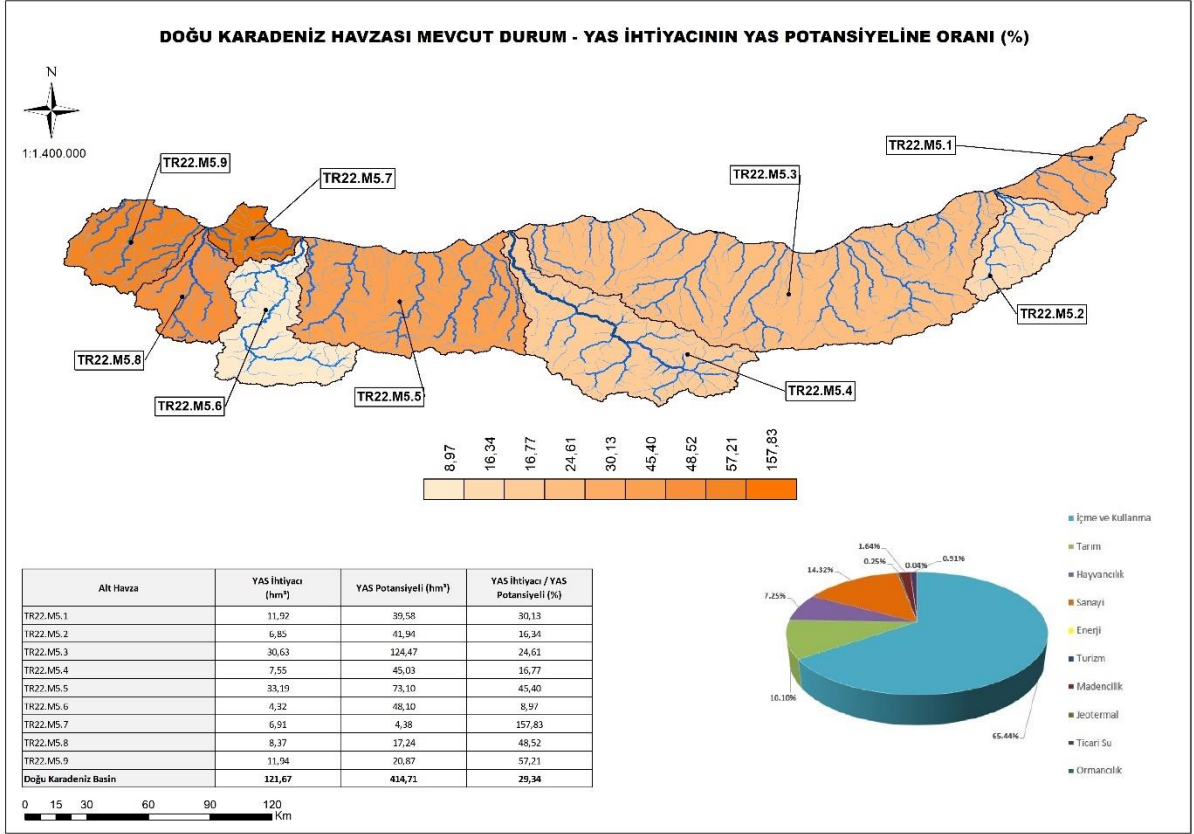 DOĞU KARADENİZ HAVZASI MEVCUT DURUM - YAS İHTİYACININ YAS POTANSİYELİNE ORANI (%)
N
1:1.400.000
TR22.M5.1
TR22.M5.9
TR22.M5.7
TR22.M5.3
TR22.M5.2
TR22.M5.8
TR22.M5.6
TR22.M5.5
TR22.M5.4
8,97 16,34 16,77 24,61 30,13 45,40 48,52 57,21 157,83
Alt Havza YAS İhtiyacı (hm³) YAS Potansiyeli (hm³) YAS İhtiyacı / YAS Potansiyeli (%)
TR22.M5.1 11,92 39,58 30,13
TR22.M5.2 6,85 41,94 16,34
TR22.M5.3 30,63 124,47 24,61
TR22.M5.4 7,55 45,03 16,77
TR22.M5.5 33,19 73,10 45,40
TR22.M5.6 4,32 48,10 8,97
TR22.M5.7 6,91 4,38 157,83
TR22.M5.8 8,37 17,24 48,52
TR22.M5.9 11,94 20,87 57,21
Doğu Karadeniz Basin 121,67 414,71 29,34
0 15 30 60 90 120
Km
1.64%
0.91%
0.25%
0.04%
14.32%
7.25%
10.10%
65.44%
İçme ve Kullanma
Tarım
Hayvancılık
Sanayi
Enerji
Turizm
Madencilik
Jeotermal
Ticari Su
Ormancılık